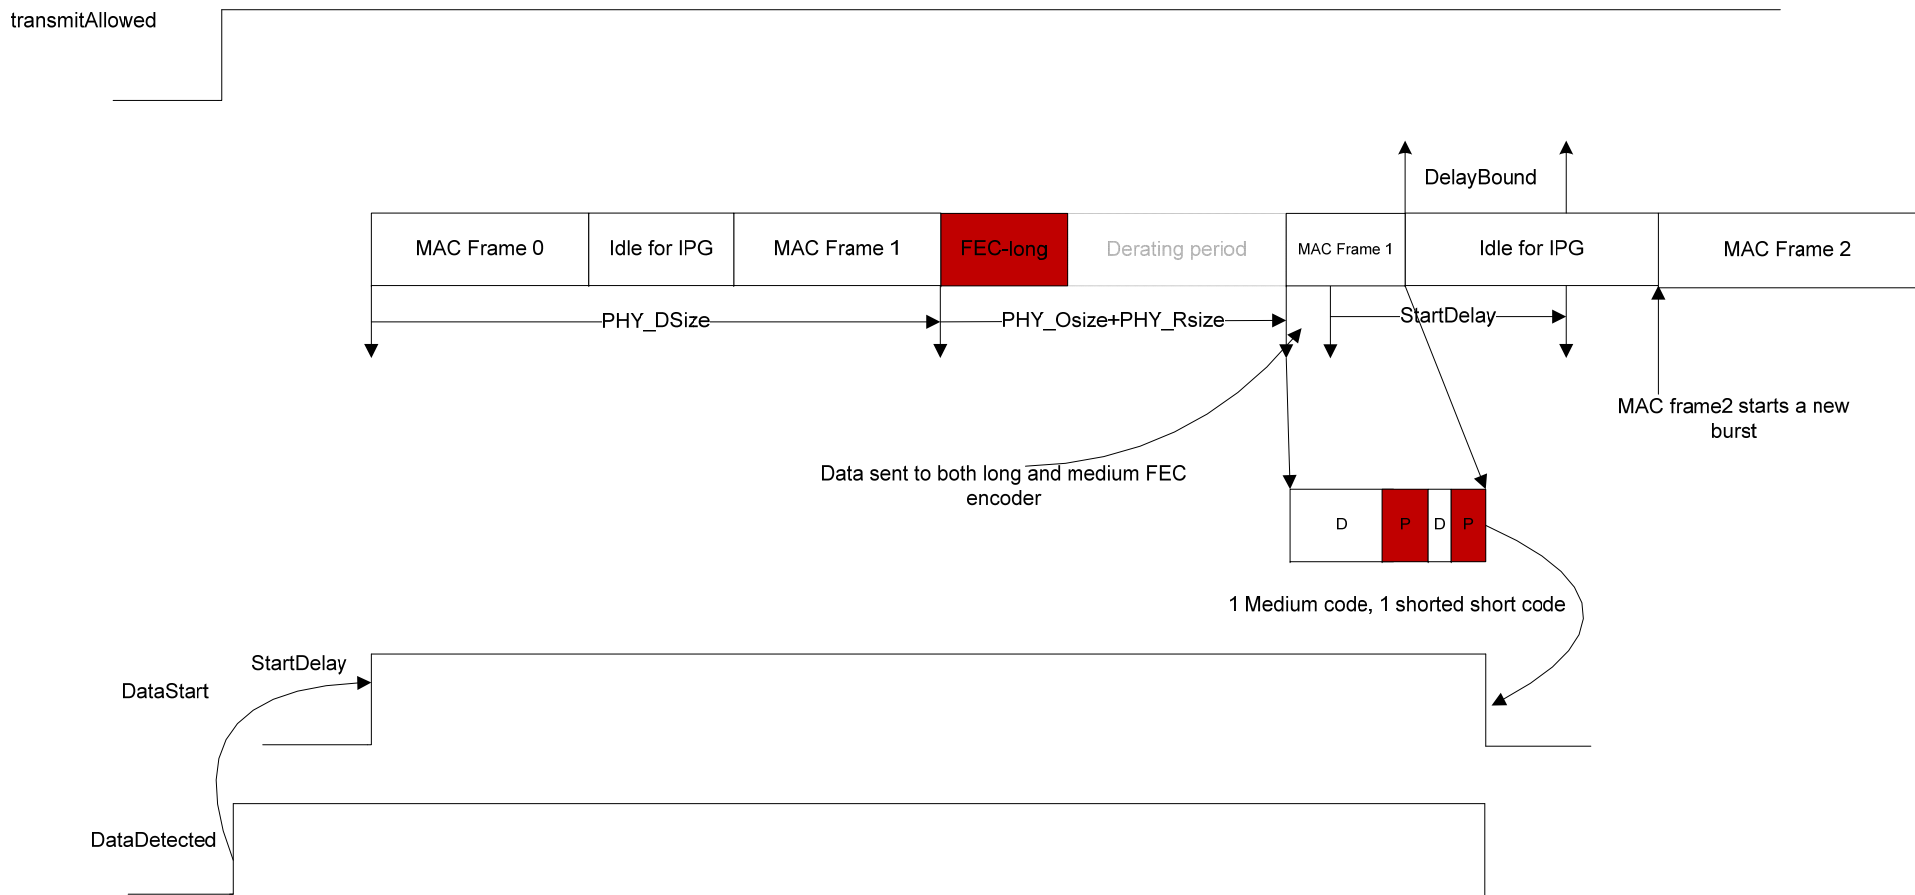 transmitAllowed
DelayBound
MAC Frame 0
Idle for IPG
MAC Frame 1
FEC-long
Derating period
MAC Frame 1
Idle for IPG
MAC Frame 2
PHY_DSize
PHY_Osize+PHY_Rsize
StartDelay
MAC frame2 starts a new
burst
Data sent to both long and medium FEC
encoder
D
P
D
P
1 Medium code, 1 shorted short code
StartDelay
DataStart
DataDetected